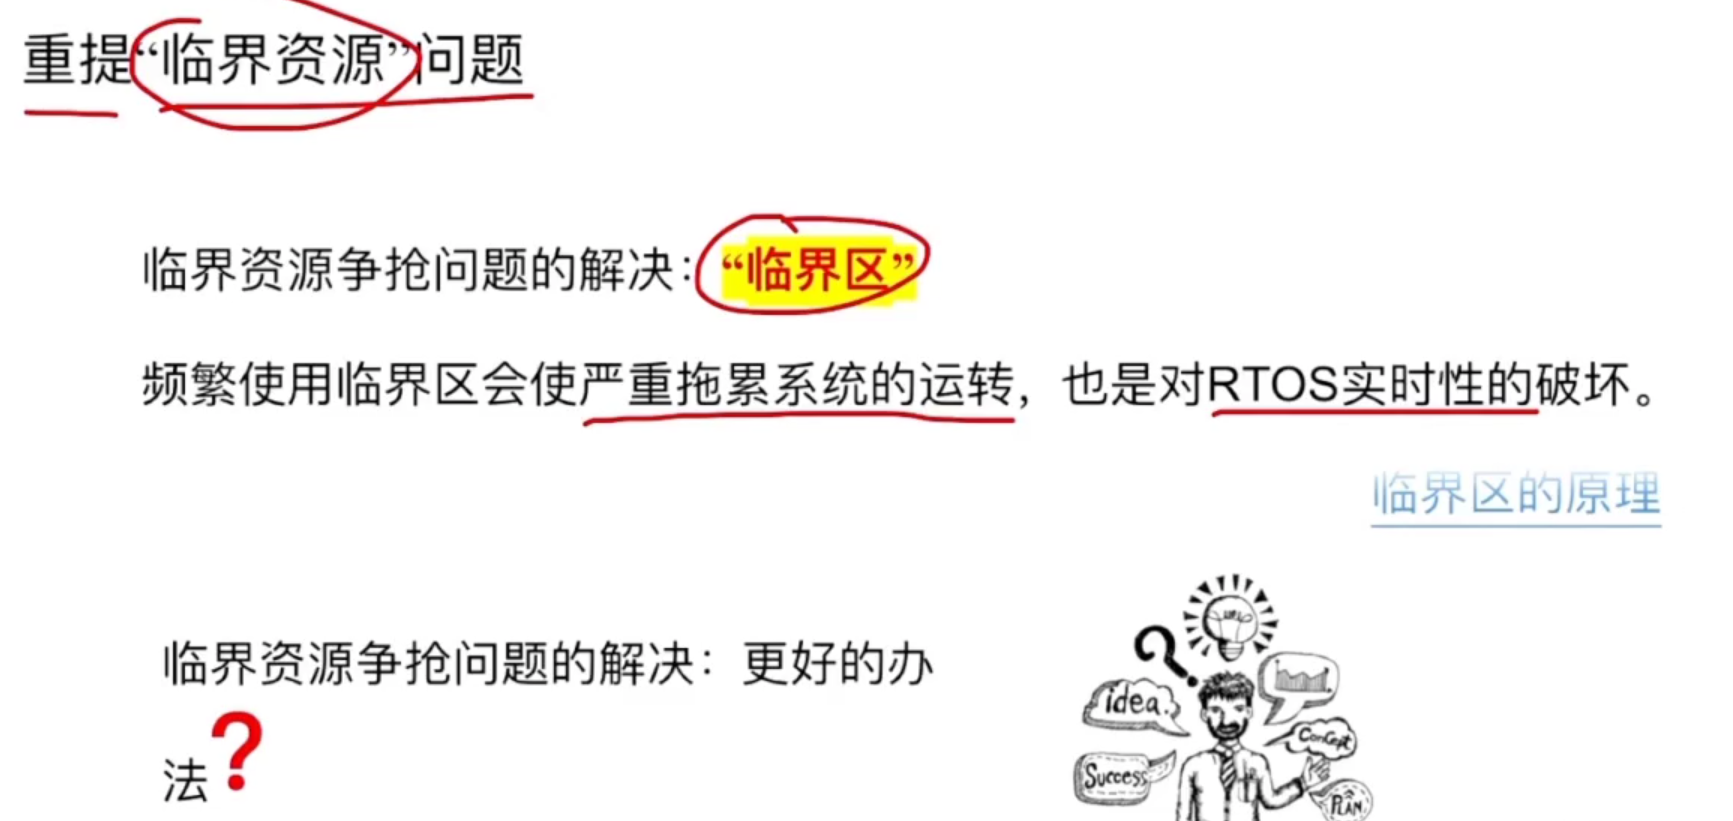 重提“临界资源”问题
临界资源争抢问题的解决：“临界区”
频繁使用临界区会使严重拖累系统的运转，也是对RTOS实时性的破坏。
临界区的原理
临界资源争抢问题的解决：更好的办
法？
idea.
Concept
Success
PLAN